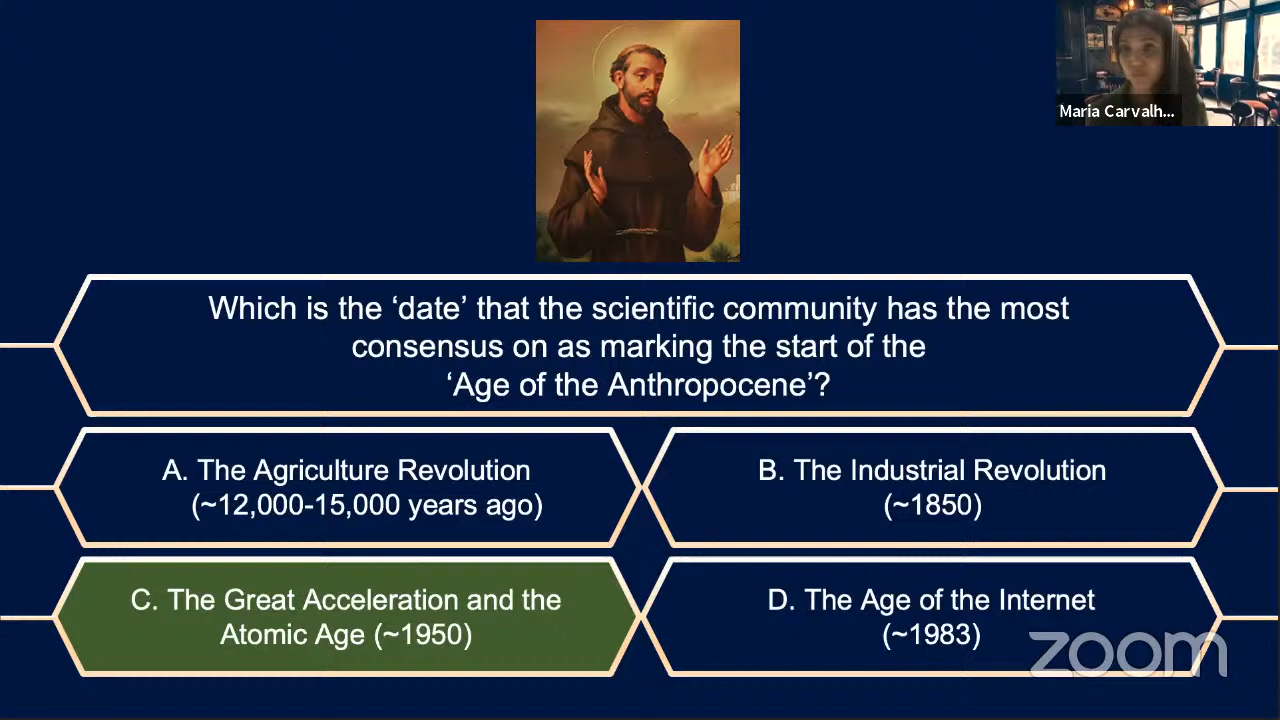 Maria Carvalh...
Which is the ‘date’ that the scientific community has the most
consensus on as marking the start of the
‘Age of the Anthropocene’?
A. The Agriculture Revolution
(~12,000-15,000 years ago)
B. The Industrial Revolution
(~1850)
C. The Great Acceleration and the
Atomic Age (~1950)
D. The Age of the Internet
(~1983)
zoom